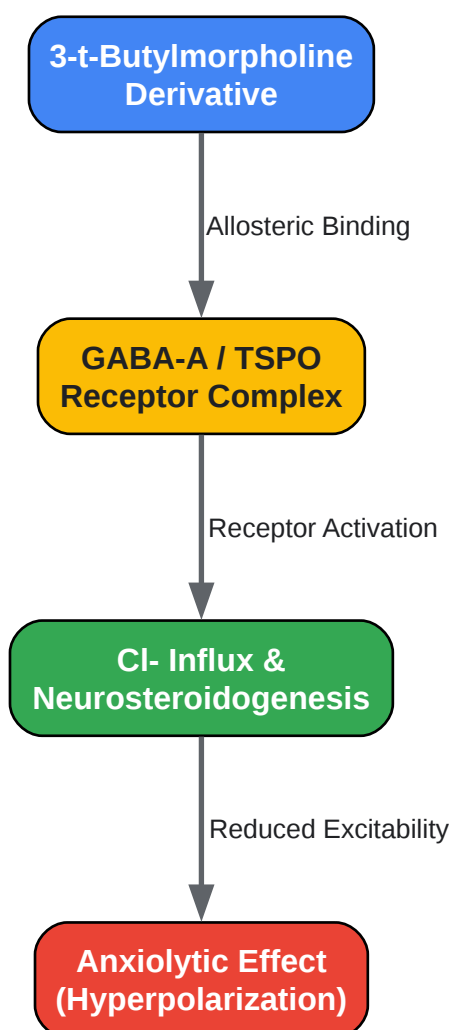 3-t-Butylmorpholine
Derivative
Allosteric Binding
GABA-A / TSPO
Receptor Complex
Receptor Activation
Cl- Influx &
Neurosteroidogenesis
Reduced Excitability
Anxiolytic Effect
(Hyperpolarization)